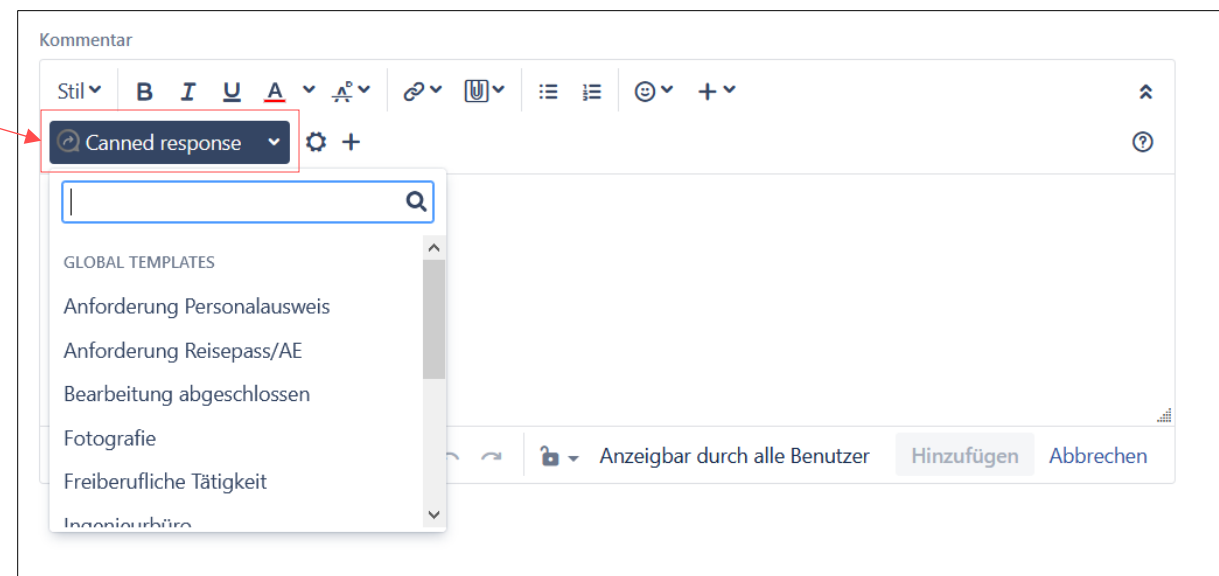 Kommentar
Stil B I U A
Canned response
GLOBAL TEMPLATES
Anforderung Personalausweis
Anforderung Reisepass/AE
Bearbeitung abgeschlossen
Fotografie
Freiberufliche Tätigkeit
Ingenieurbüro
Anzeigbar durch alle Benutzer Hinzufügen Abbrechen